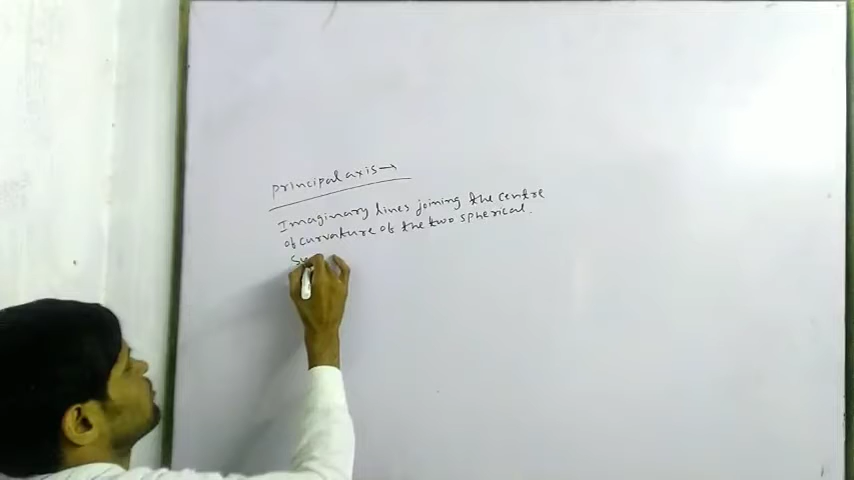 principal axis→
Imaginary lines joining the centre
of curvature of the two spherical.
Su